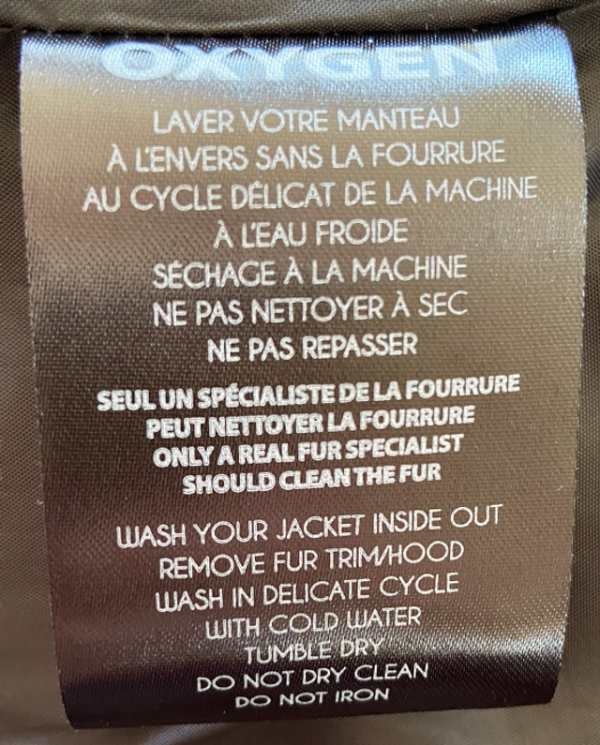 OXYGEN
LAVER VOTRE MANTEAU
À L'ENVERS SANS LA FOURRURE
AU CYCLE DÉLICAT DE LA MACHINE
À L'EAU FROIDE
SÉCHAGE À LA MACHINE
NE PAS NETTOYER À SEC
NE PAS REPASSER
SEUL UN SPÉCIALISTE DE LA FOURRURE
PEUT NETTOYER LA FOURRURE
ONLY A REAL FUR SPECIALIST
SHOULD CLEAN THE FUR
WASH YOUR JACKET INSIDE OUT
REMOVE FUR TRIM/HOOD
WASH IN DELICATE CYCLE
WITH COLD WATER
TUMBLE DRY
DO NOT DRY CLEAN
DO NOT IRON